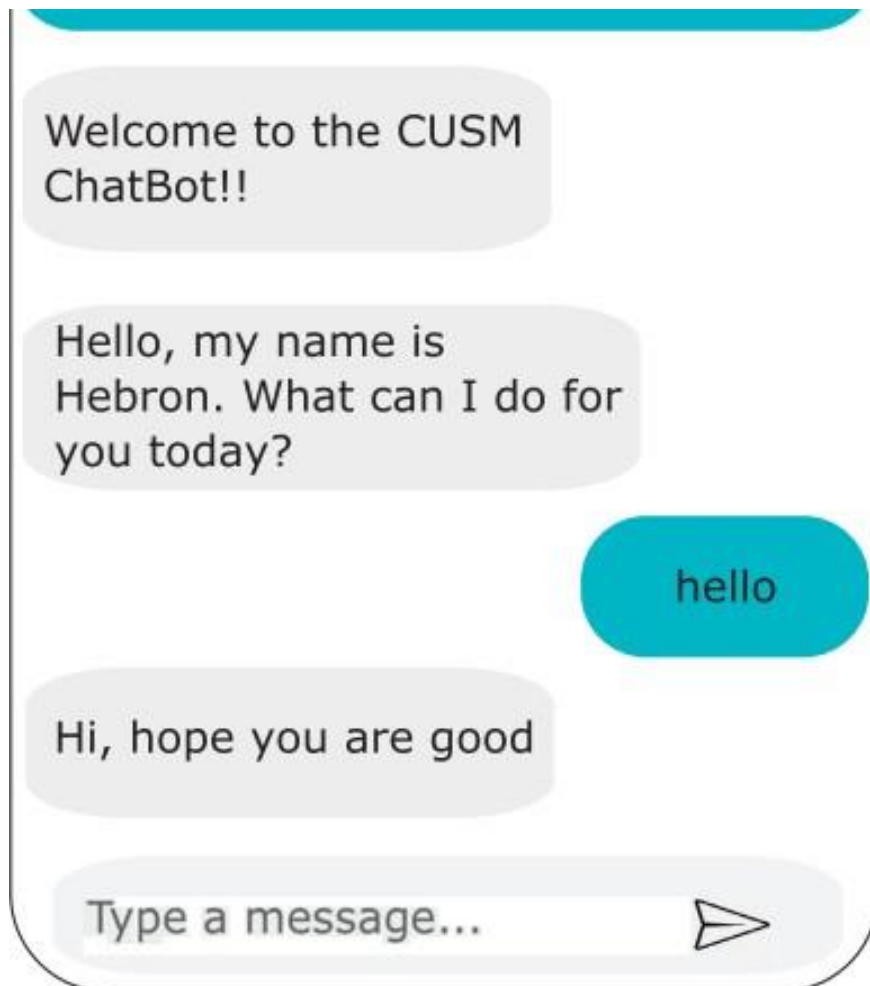 Welcome to the CUSM
ChatBot!!
Hello, my name is
Hebron. What can I do for
you today?
hello
Hi, hope you are good
Type a message...